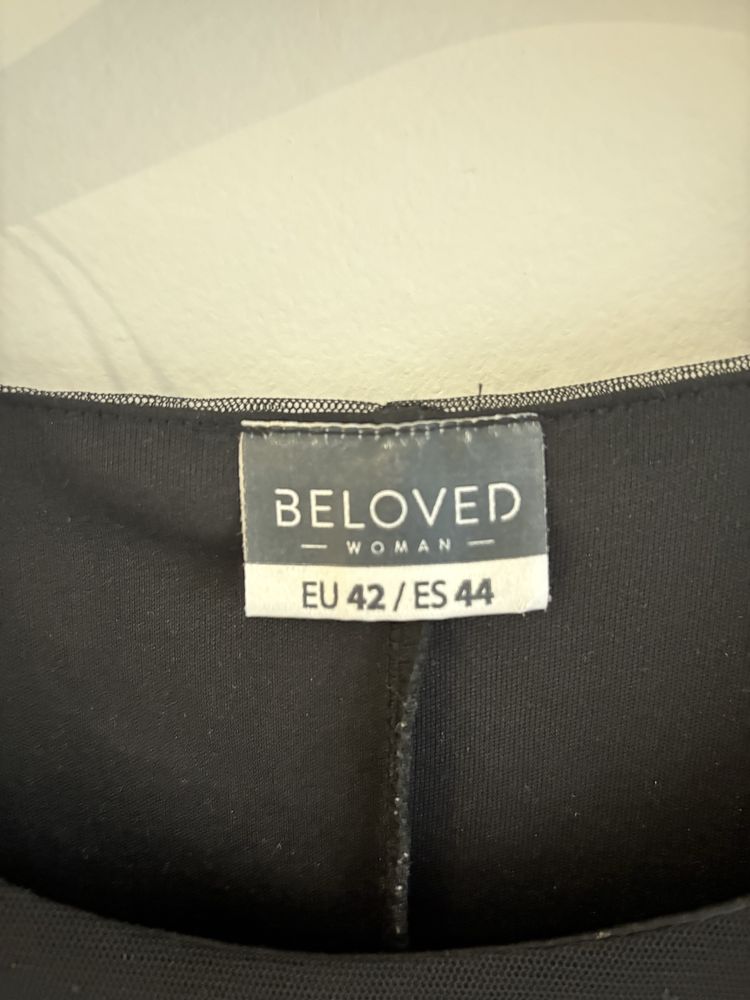 BELOVED
— WOMAN —
EU 42 / ES 44